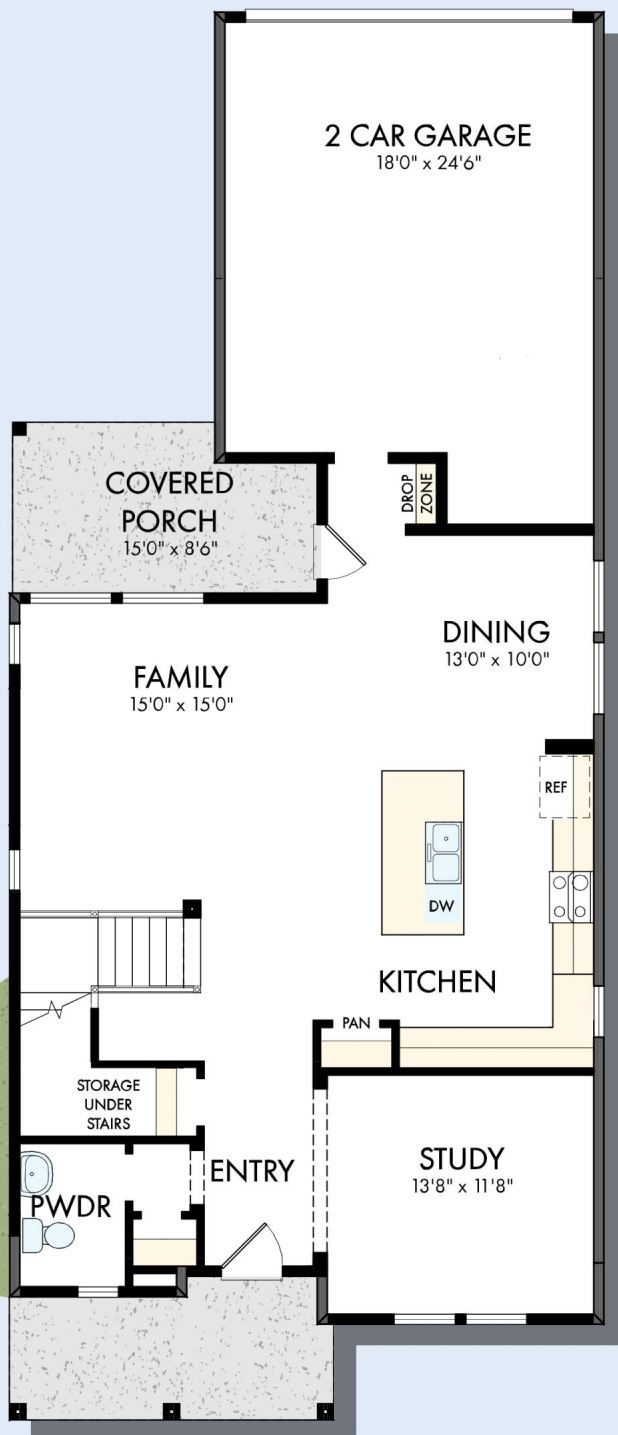 2 CAR GARAGE
18'0" x 24'6"
COVERED
PORCH
15'0" x 8'6"
DROP
ZONE
DINING
13'0" x 10'0"
FAMILY
15'0" x 15'0"
REF
DW
KITCHEN
PAN
STORAGE
UNDER
STAIRS
ENTRY
STUDY
13'8" x 11'8"
PWDR